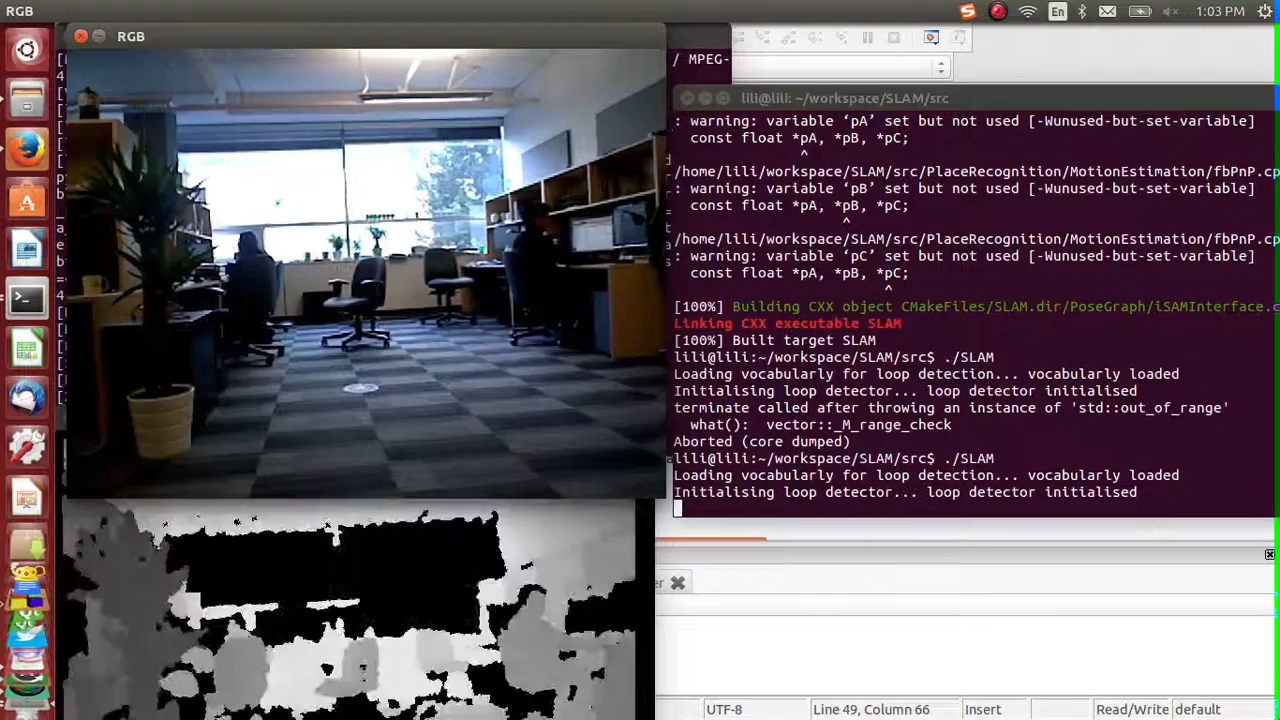 RGB
En
1:03 PM
RGB
/ MPEG-
lili@lili: ~/workspace/SLAM/src
: warning: variable ‘pA’ set but not used [-Wunused-but-set-variable]
const float *pA, *pB, *pC;
^
/home/lili/workspace/SLAM/src/PlaceRecognition/MotionEstimation/fbPnP.cp
: warning: variable ‘pB’ set but not used [-Wunused-but-set-variable]
const float *pA, *pB, *pC;
^
/home/lili/workspace/SLAM/src/PlaceRecognition/MotionEstimation/fbPnP.cp
: warning: variable ‘pC’ set but not used [-Wunused-but-set-variable]
const float *pA, *pB, *pC;
^
[100%] Building CXX object CMakeFiles/SLAM.dir/PoseGraph/iSAMInterface.c
Linking CXX executable SLAM
[100%] Built target SLAM
lili@lili:~/workspace/SLAM/src$ ./SLAM
Loading vocabularly for loop detection... vocabularly loaded
Initialising loop detector... loop detector initialised
terminate called after throwing an instance of 'std::out_of_range'
what():  vector::_M_range_check
Aborted (core dumped)
lili@lili:~/workspace/SLAM/src$ ./SLAM
Loading vocabularly for loop detection... vocabularly loaded
Initialising loop detector... loop detector initialised
er
UTF-8
Line 49, Column 66
Insert
Read/Write
default